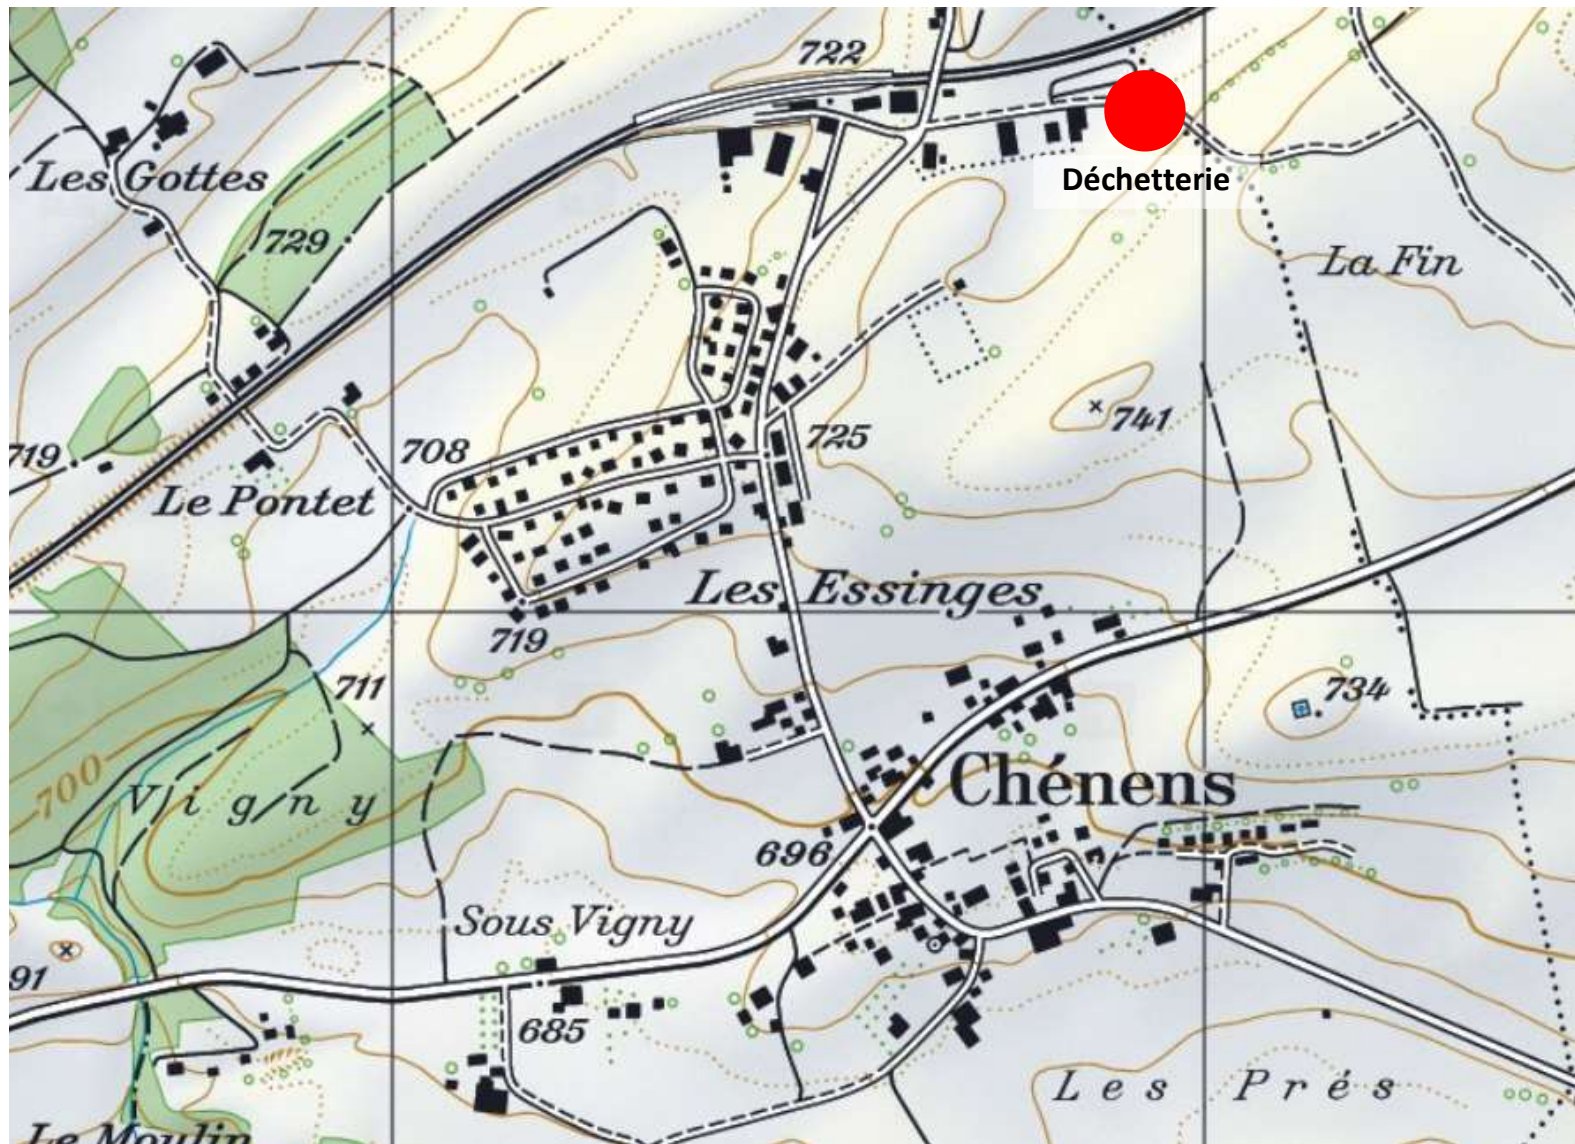 722
Déchetterie
Les Gottes
729
La Fin
741
719
708
725
Le Pontet
Les Essinges
719
711
734
700
Vigny
Chénens
696
Sous Vigny
91
685
Les Prés
Le Moulin